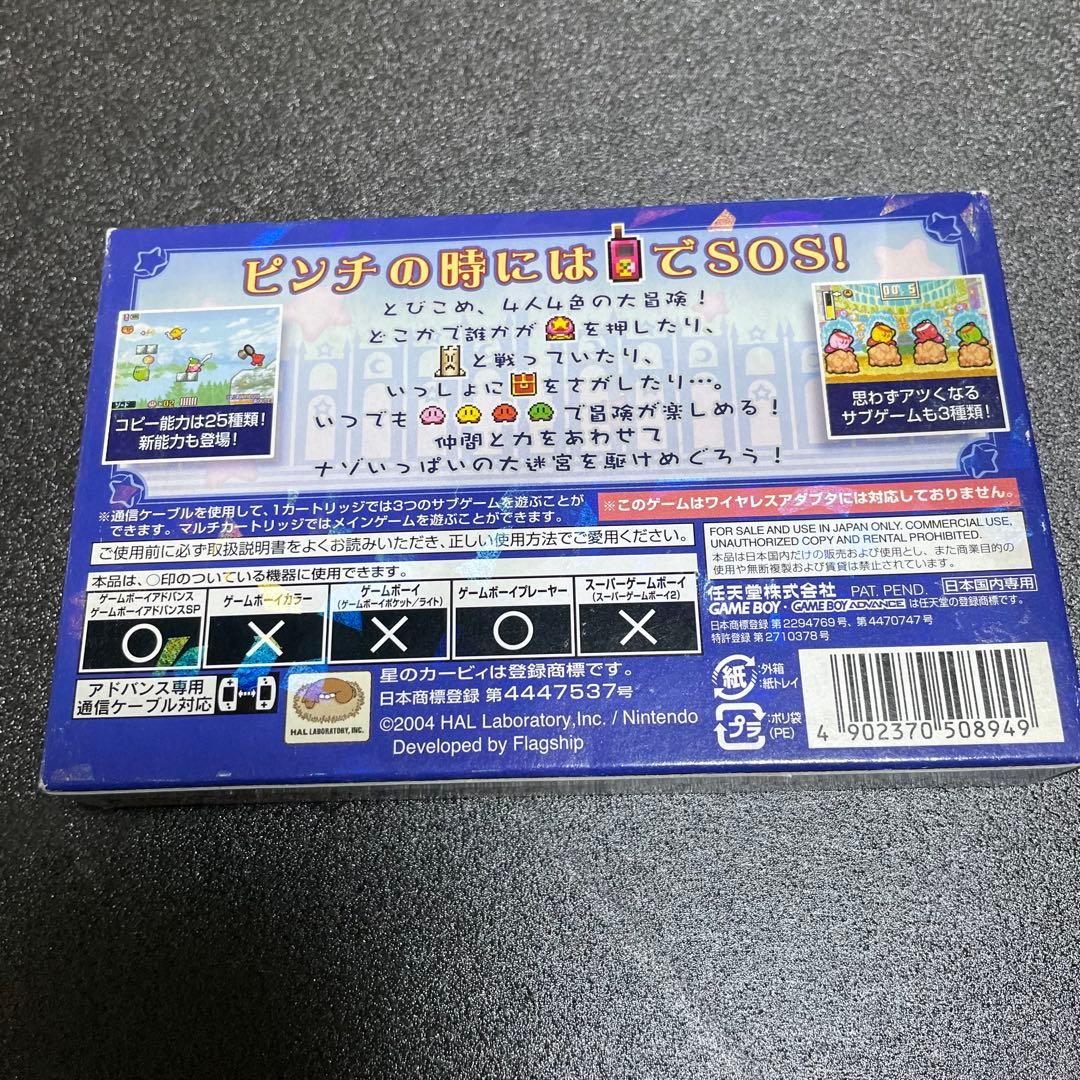 ピンチの時にはでSOS!
とびこめ、4人4色の大冒険!
どこかで誰かがを押したり、
と戦っていたり、
いっしょにをさがしたり…。
いつでもで冒険が楽しめる!
仲間と力をあわせて
ナゾいっぱいの大迷宮を駆けめぐろう!
コピー能力は25種類!
新能力も登場!
00.5
思わずアツくなる
サブゲームも3種類!
※通信ケーブルを使用して、1カートリッジでは3つのサブゲームを遊ぶことが
できます。マルチカートリッジではメインゲームを遊ぶことができます。
※このゲームはワイヤレスアダプタには対応しておりません。
ご使用前に必ず取扱説明書をよくお読みいただき、正しい使用方法でご愛用ください。
本品は、○印のついている機器に使用できます。
ゲームボーイアドバンス
ゲームボーイアドバンスSP
ゲームボーイカラー
ゲームボーイ
(ゲームボーイポケット/ライト)
ゲームボーイプレーヤー
スーパーゲームボーイ
(スーパーゲームボーイ2)
○ × × ○ ×
FOR SALE AND USE IN JAPAN ONLY. COMMERCIAL USE,
UNAUTHORIZED COPY AND RENTAL PROHIBITED.
本品は日本国内だけの販売および使用とし、また商業目的の
使用や無断複製および賃貸は禁止されています。
任天堂株式会社 PAT. PEND. 日本国内専用
GAME BOY・GAME BOY ADVANCE は任天堂の登録商標です。
日本商標登録 第2294769号、第4470747号
特許登録 第2710378号
アドバンス専用
通信ケーブル対応
HAL LABORATORY, INC.
星のカービィは登録商標です。
日本商標登録 第4447537号
©2004 HAL Laboratory,Inc. / Nintendo
Developed by Flagship
紙
:外箱
:紙トレイ
プラ
:ポリ袋
(PE)
4 902370 508949